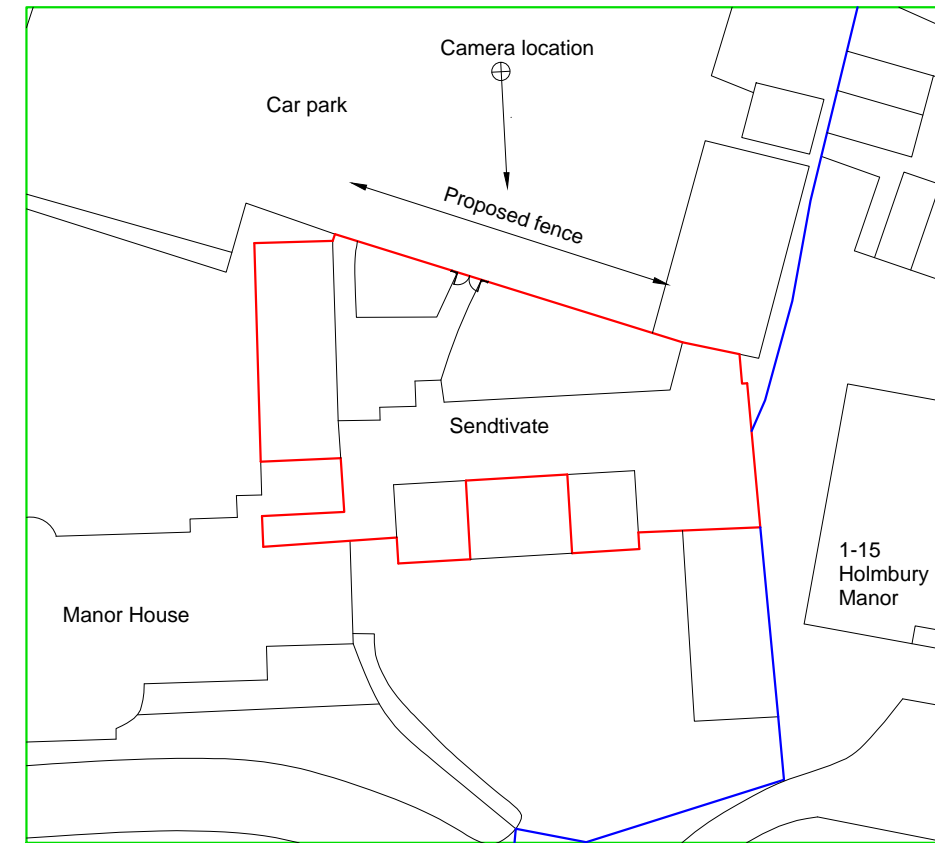 Camera location
Car park
Proposed fence
Sendtivate
1-15
Holmbury
Manor
Manor House